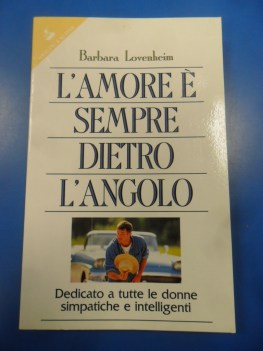 Barbara Lovenheim
L'AMORE È
SEMPRE
DIETRO
L'ANGOLO
Dedicato a tutte le donne
simpatiche e intelligenti